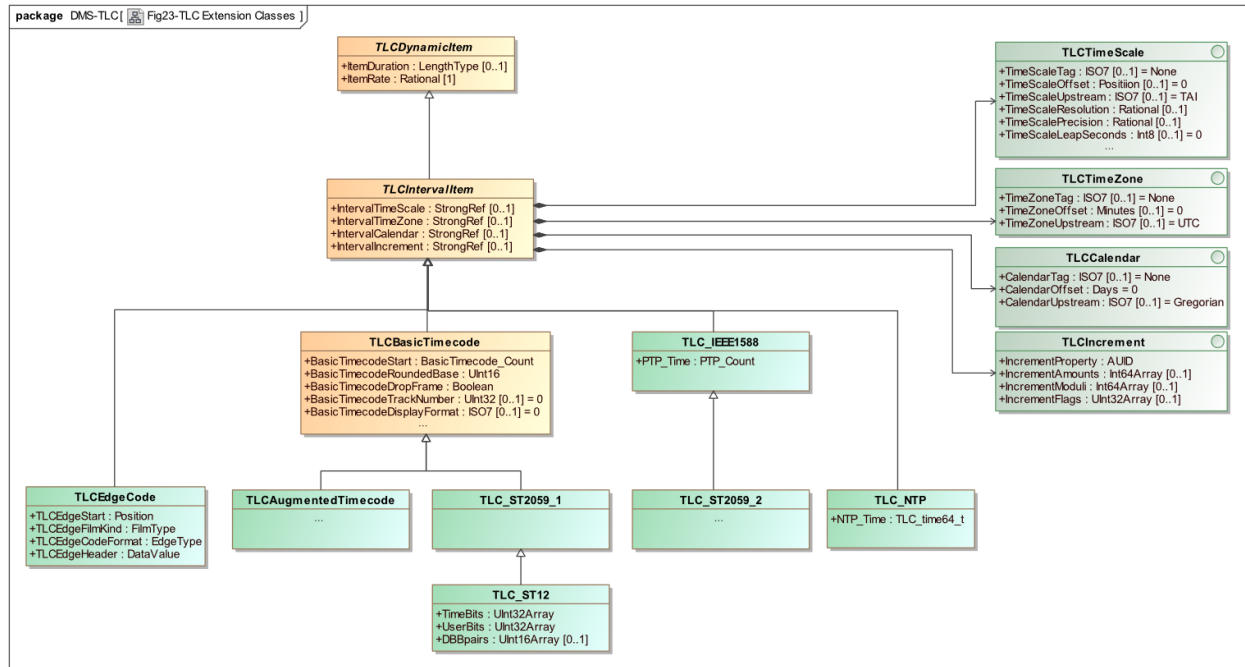 package DMS-TLC[ Fig23-TLC Extension Classes ]
TLCDynamicItem
+ItemDuration : LengthType [0..1]
+ItemRate : Rational [1]
TLCTimeScale
+TimeScaleTag : ISO7 [0..1] = None
+TimeScaleOffset : Positiion [0..1] = 0
+TimeScaleUpstream : ISO7 [0..1] = TAI
+TimeScaleResolution : Rational [0..1]
+TimeScalePrecision : Rational [0..1]
+TimeScaleLeapSeconds : Int8 [0..1] = 0
...
TLCIntervalItem
+IntervalTimeScale : StrongRef [0..1]
+IntervalTimeZone : StrongRef [0..1]
+IntervalCalendar : StrongRef [0..1]
+IntervalIncrement : StrongRef [0..1]
TLCTimeZone
+TimeZoneTag : ISO7 [0..1] = None
+TimeZoneOffset : Minutes [0..1] = 0
+TimeZoneUpstream : ISO7 [0..1] = UTC
TLCCalendar
+CalendarTag : ISO7 [0..1] = None
+CalendarOffset : Days = 0
+CalendarUpstream : ISO7 [0..1] = Gregorian
TLCIncrement
+IncrementProperty : AUID
+IncrementAmounts : Int64Array [0..1]
+IncrementModuli : Int64Array [0..1]
+IncrementFlags : UInt32Array [0..1]
TLCBasicTimecode
+BasicTimecodeStart : BasicTimecode_Count
+BasicTimecodeRoundedBase : UInt16
+BasicTimecodeDropFrame : Boolean
+BasicTimecodeTrackNumber : UInt32 [0..1] = 0
+BasicTimecodeDisplayFormat : ISO7 [0..1] = 0
...
TLC_IEEE1588
+PTP_Time : PTP_Count
TLCEdgeCode
+TLCEdgeStart : Position
+TLCEdgeFilmKind : FilmType
+TLCEdgeCodeFormat : EdgeType
+TLCEdgeHeader : DataValue
TLCAugmentedTimecode
...
TLC_ST2059_1
TLC_ST2059_2
...
TLC_NTP
+NTP_Time : TLC_time64_t
TLC_ST12
+TimeBits : UInt32Array
+UserBits : UInt32Array
+DBBpairs : UInt16Array [0..1]